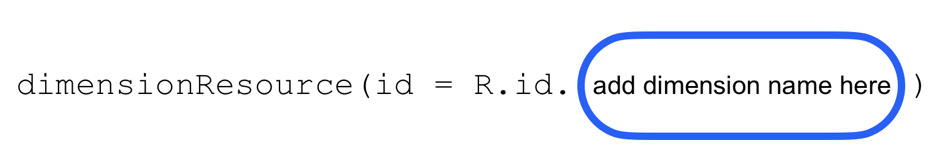 dimensionResource(id = R.id. add dimension name here )